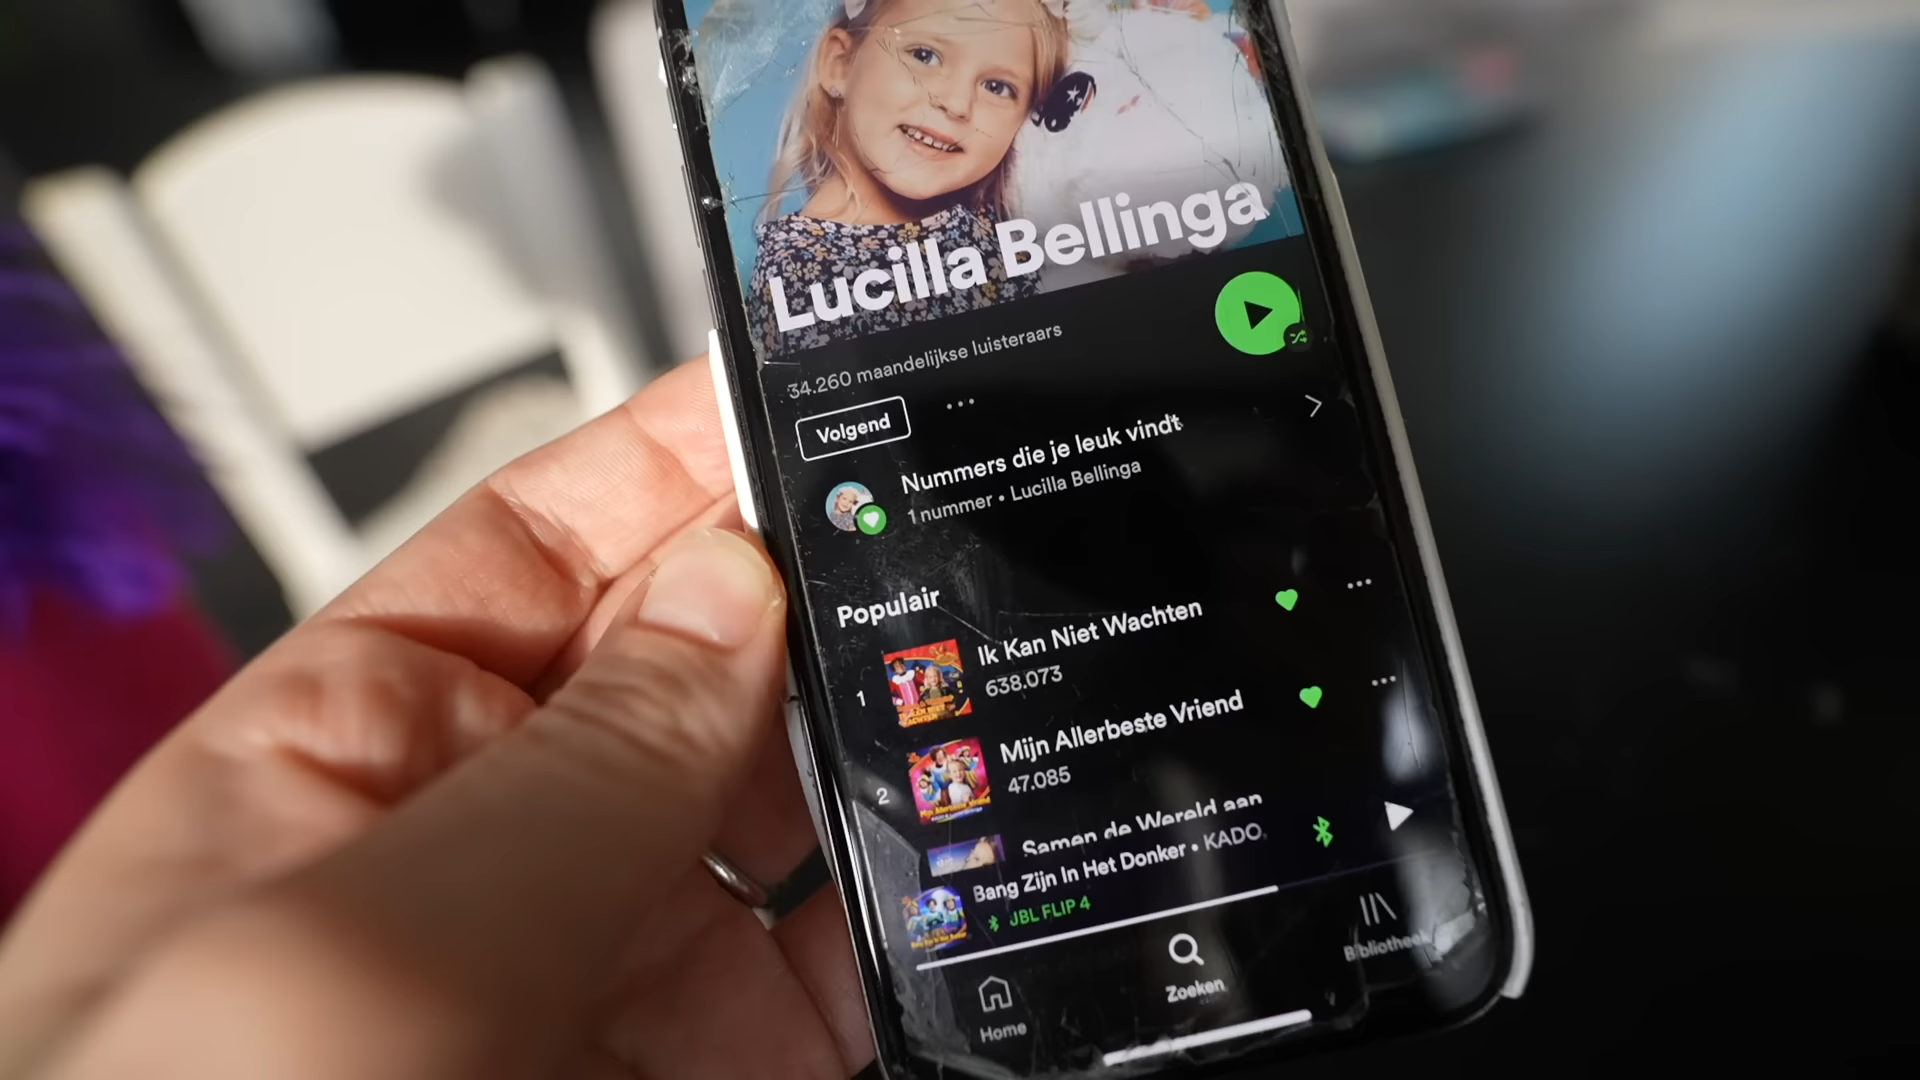 Lucilla Bellinga
34.260 maandelijkse luisteraars
Volgend
Nummers die je leuk vindt
1 nummer • Lucilla Bellinga
Populair
1
Ik Kan Niet Wachten
638.073
2
Mijn Allerbeste Vriend
47.085
Samen de Wereld aan
Bang Zijn In Het Donker • KADO,
JBL FLIP 4
Home
Zoeken
Bibliotheek